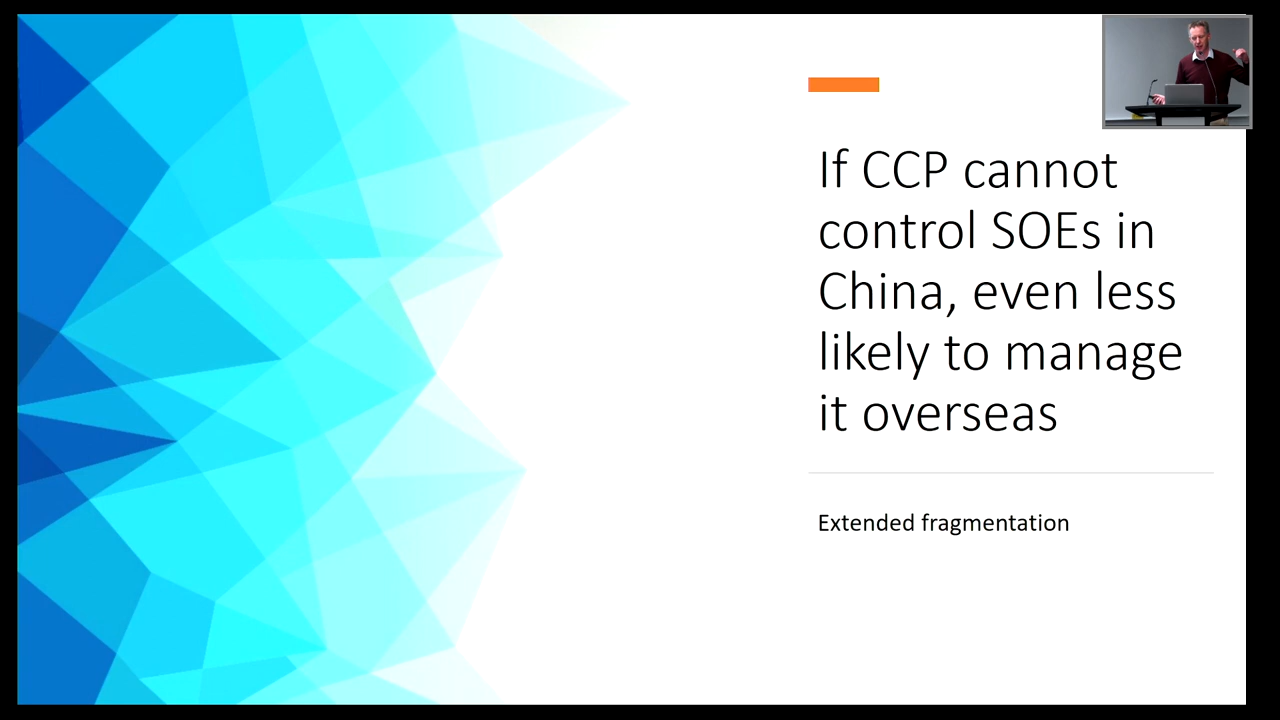 If CCP cannot
control SOEs in
China, even less
likely to manage
it overseas
Extended fragmentation